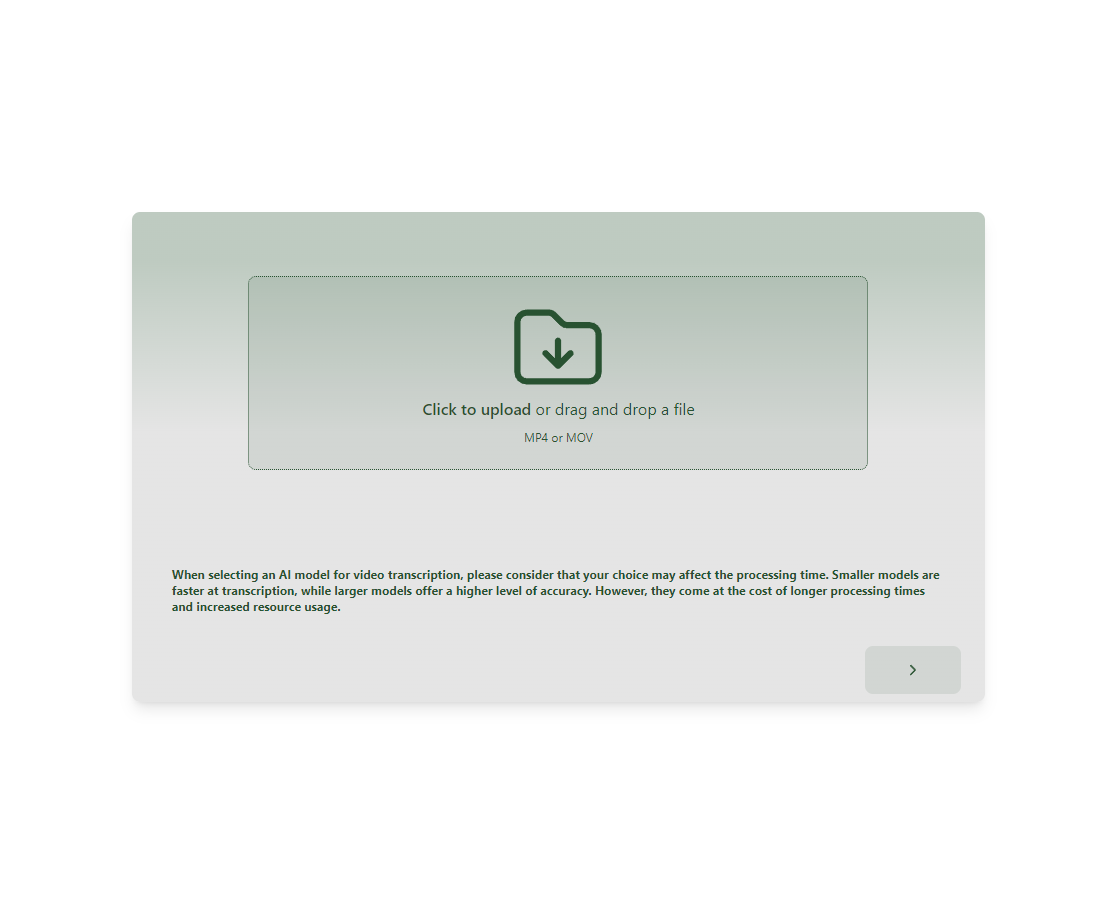 Click to upload or drag and drop a file
MP4 or MOV
When selecting an AI model for video transcription, please consider that your choice may affect the processing time. Smaller models are
faster at transcription, while larger models offer a higher level of accuracy. However, they come at the cost of longer processing times
and increased resource usage.